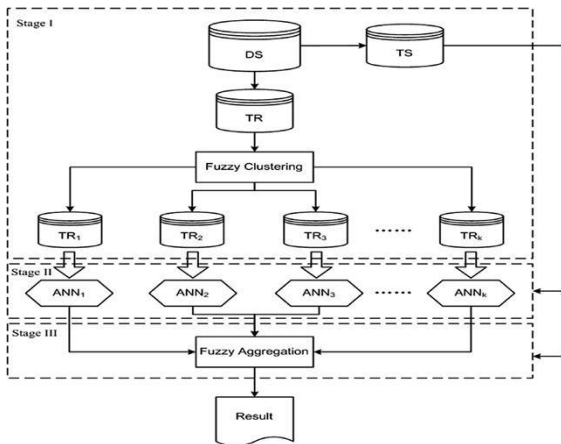 Stage I
DS
TS
TR
Fuzzy Clustering
TR₁ TR₂ TR₃ ...... TRₖ
Stage II
ANN₁ ANN₂ ANN₃ ...... ANNₖ
Stage III
Fuzzy Aggregation
Result